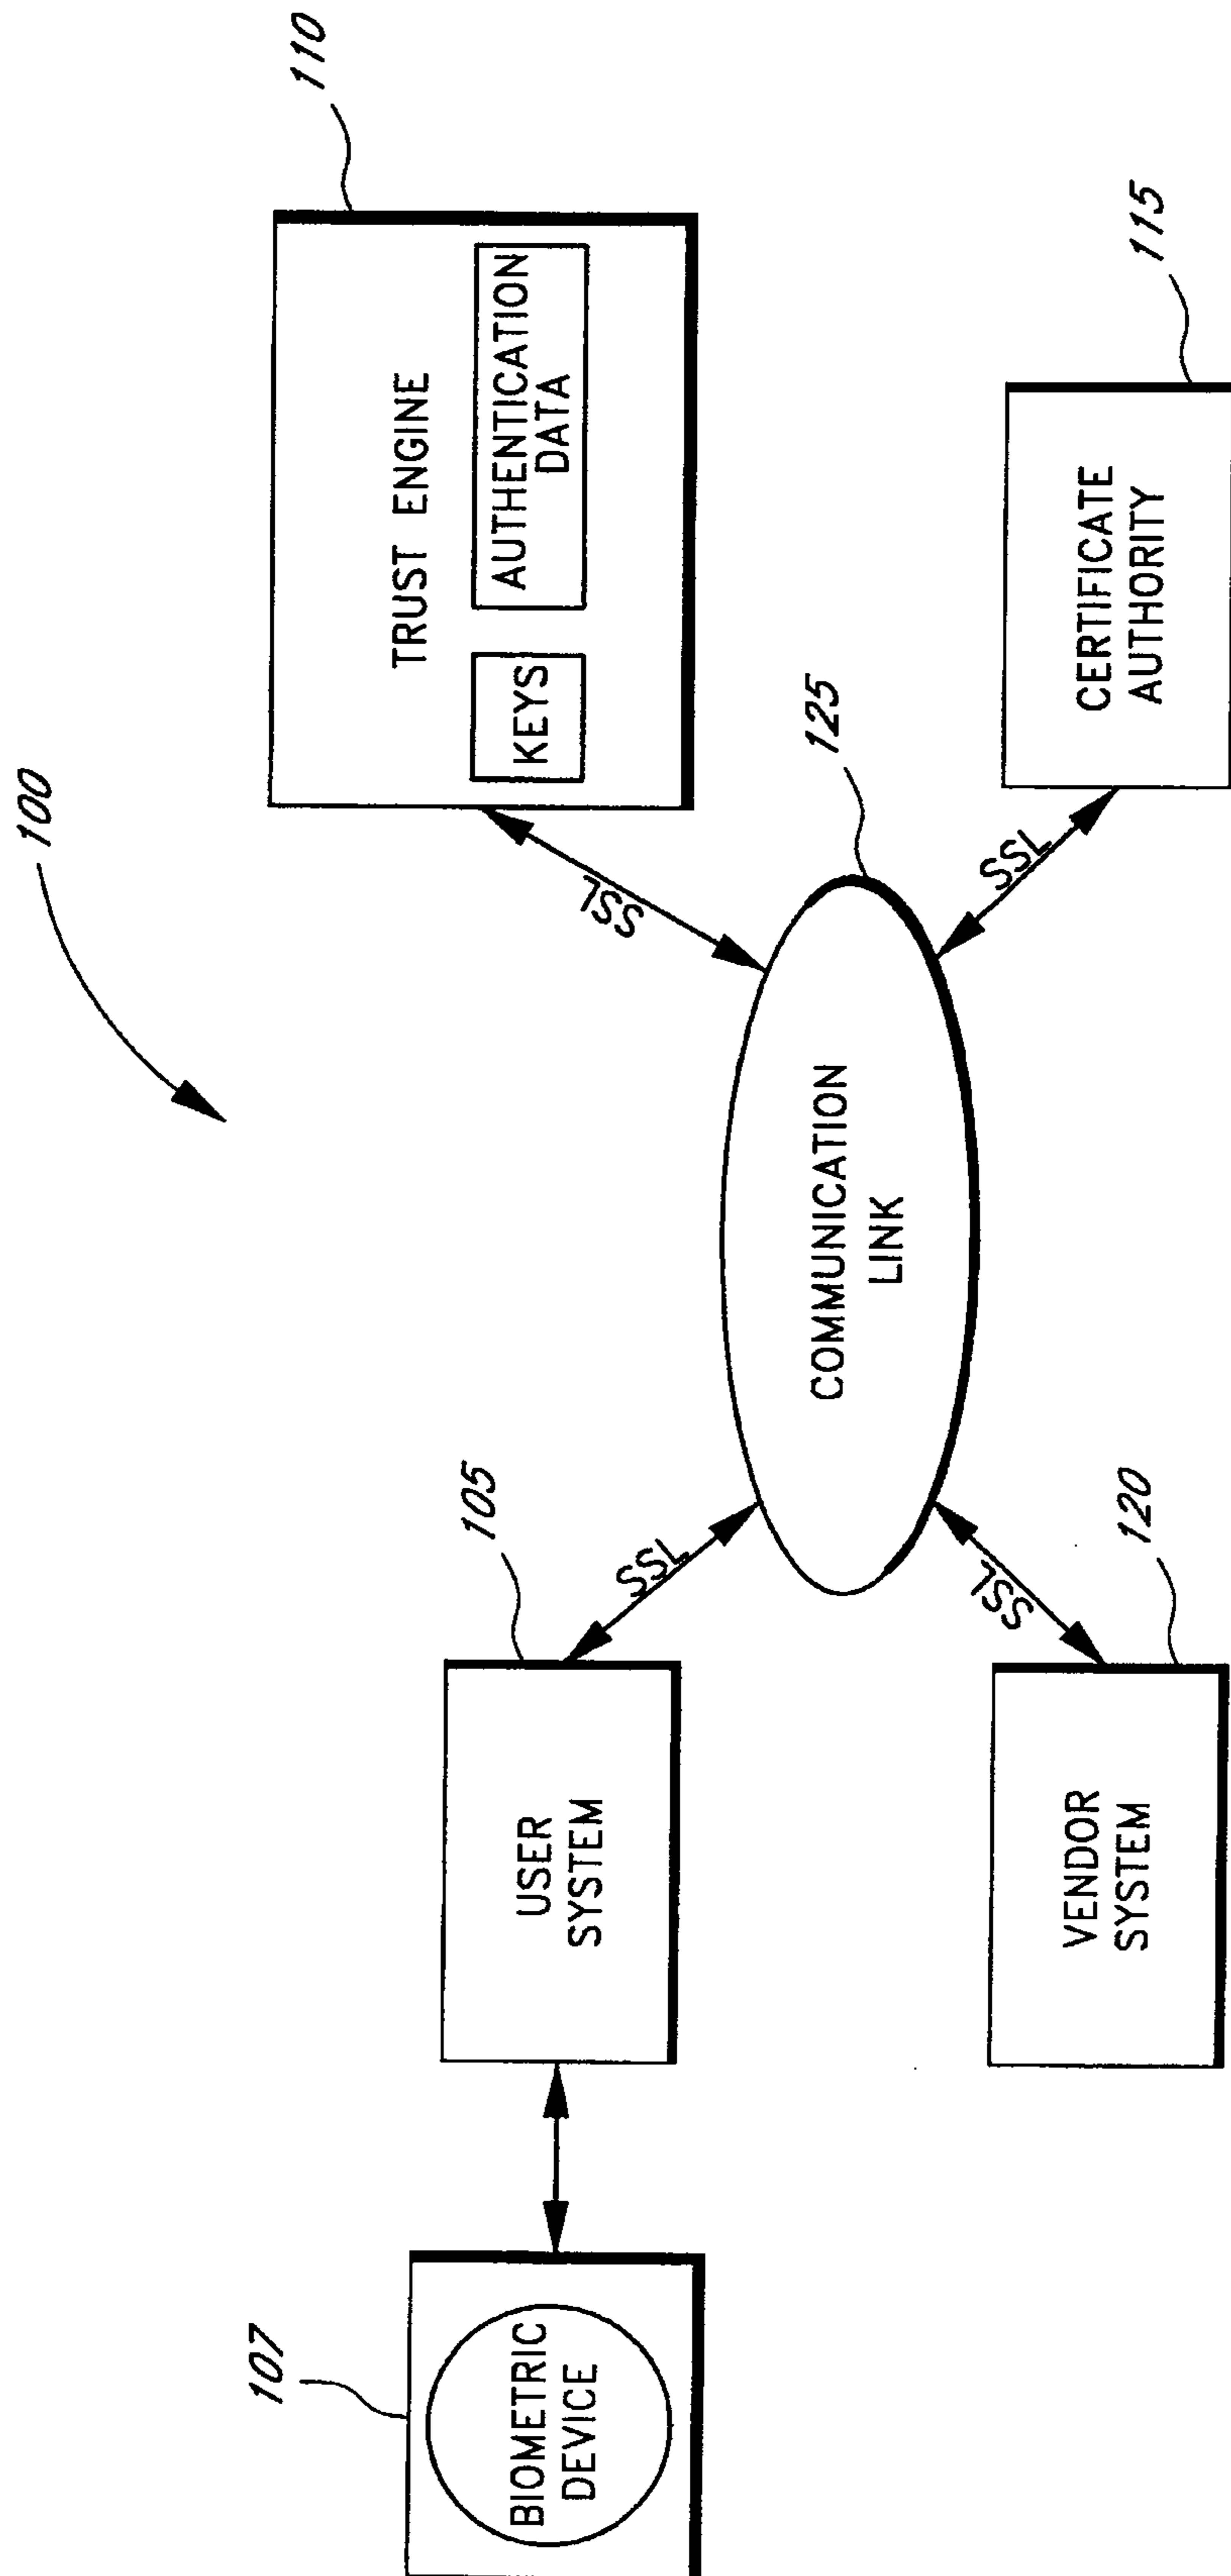 100
110
TRUST ENGINE
KEYS
AUTHENTICATION
DATA
107
BIOMETRIC
DEVICE
105
USER
SYSTEM
SSL
SSL
125
COMMUNICATION
LINK
SSL
SSL
120
VENDOR
SYSTEM
115
CERTIFICATE
AUTHORITY